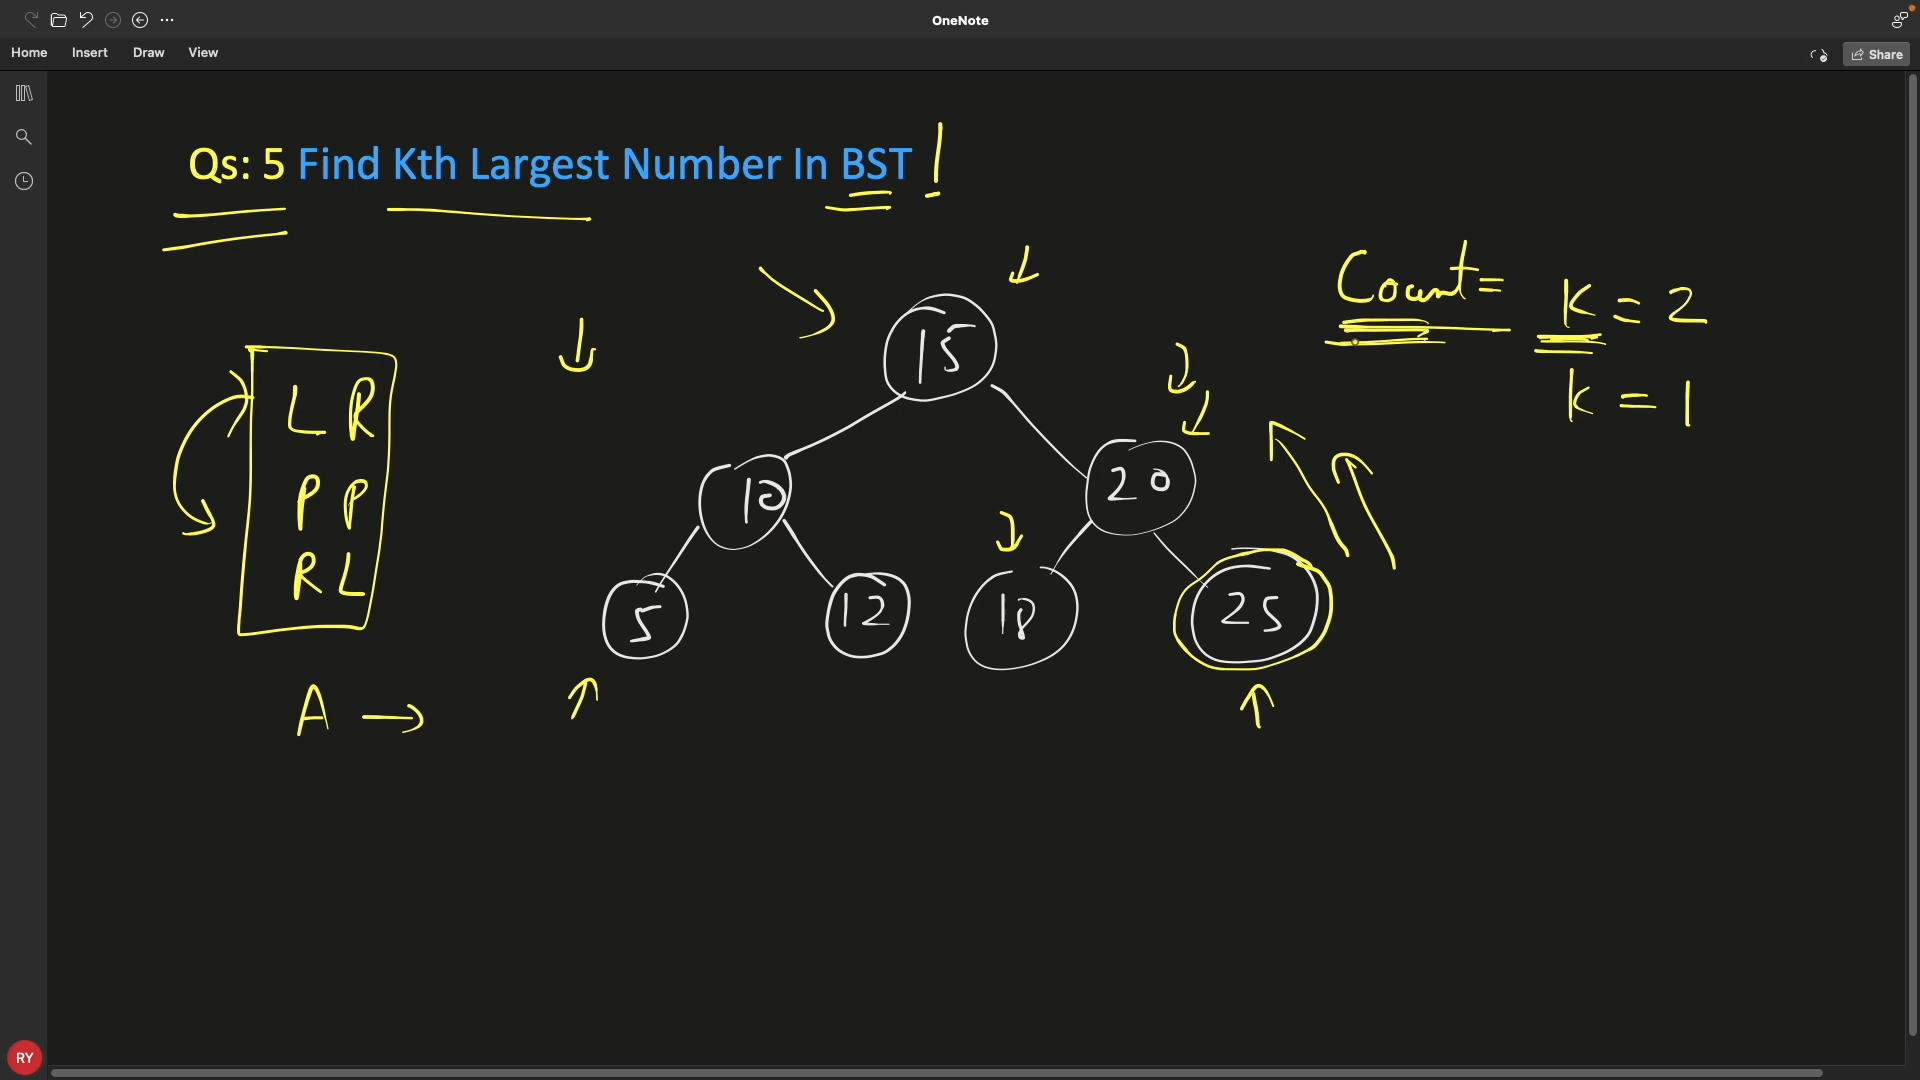 OneNote
Home Insert Draw View
Share
Qs: 5 Find Kth Largest Number In BST !
Count= K = 2
k = 1
15
L R
10
20
P P
R L
5
12
18
25
A →
RY